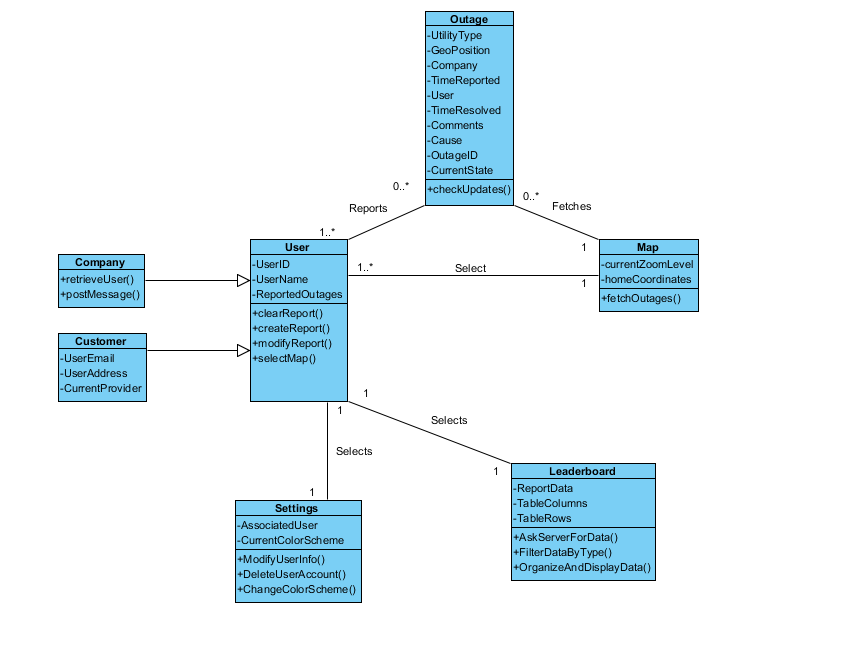 Outage
-UtilityType
-GeoPosition
-Company
-TimeReported
-User
-TimeResolved
-Comments
-Cause
-OutageID
-CurrentState
+checkUpdates()
0..*
0..*
Reports
Fetches
1..*
1
User
-UserID
-UserName
-ReportedOutages
+clearReport()
+createReport()
+modifyReport()
+selectMap()
Map
-currentZoomLevel
-homeCoordinates
+fetchOutages()
1..*
Select
1
Company
+retrieveUser()
+postMessage()
Customer
-UserEmail
-UserAddress
-CurrentProvider
1
1
Selects
Selects
1
1
Leaderboard
-ReportData
-TableColumns
-TableRows
+AskServerForData()
+FilterDataByType()
+OrganizeAndDisplayData()
Settings
-AssociatedUser
-CurrentColorScheme
+ModifyUserInfo()
+DeleteUserAccount()
+ChangeColorScheme()